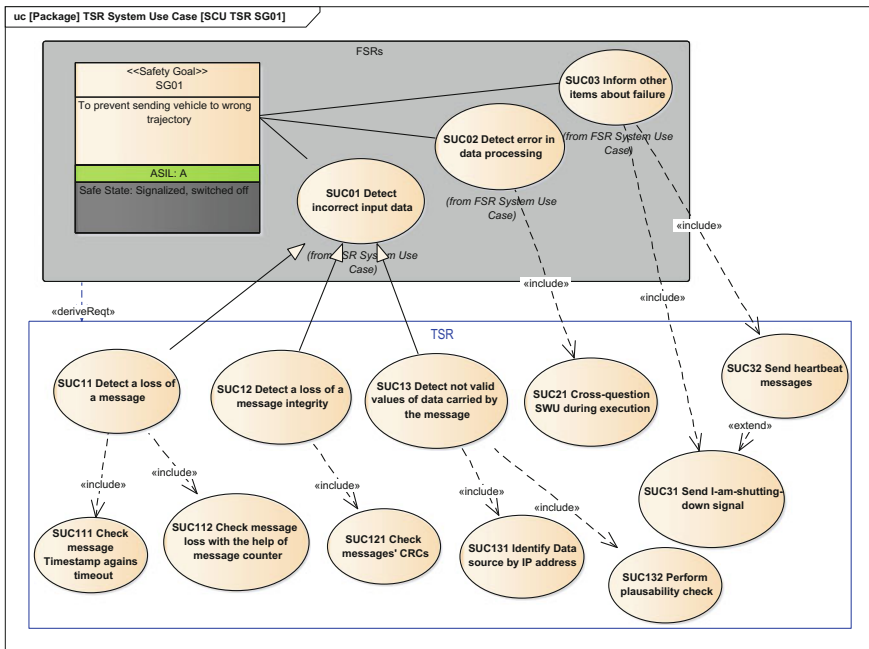 uc [Package] TSR System Use Case [SCU TSR SG01]
FSRs
<<Safety Goal>>
SG01
To prevent sending vehicle to wrong
trajectory
ASIL: A
Safe State: Signalized, switched off
SUC03 Inform other
items about failure
(from FSR System Use
Case)
SUC02 Detect error in
data processing
(from FSR System Use
Case)
SUC01 Detect
incorrect input data
(from FSR System Use
Case)
«include»
«include»
«include»
«deriveReqt»
TSR
SUC11 Detect a loss of
a message
SUC12 Detect a loss of a
message integrity
SUC13 Detect not valid
values of data carried by
the message
SUC21 Cross-question
SWU during execution
SUC32 Send heartbeat
messages
«extend»
«include»
«include»
«include»
«include»
«include»
SUC31 Send I-am-shutting-
down signal
SUC111 Check
message
Timestamp agains
timeout
SUC112 Check message
loss with the help of
message counter
SUC121 Check
messages' CRCs
SUC131 Identify Data
source by IP address
SUC132 Perform
plausability check